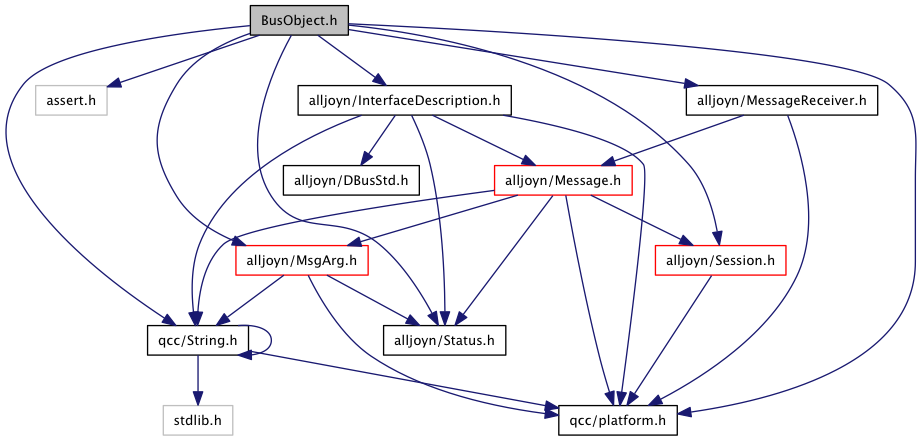 BusObject.h
assert.h
alljoyn/InterfaceDescription.h
alljoyn/MessageReceiver.h
alljoyn/DBusStd.h
alljoyn/Message.h
alljoyn/MsgArg.h
alljoyn/Session.h
qcc/String.h
alljoyn/Status.h
stdlib.h
qcc/platform.h